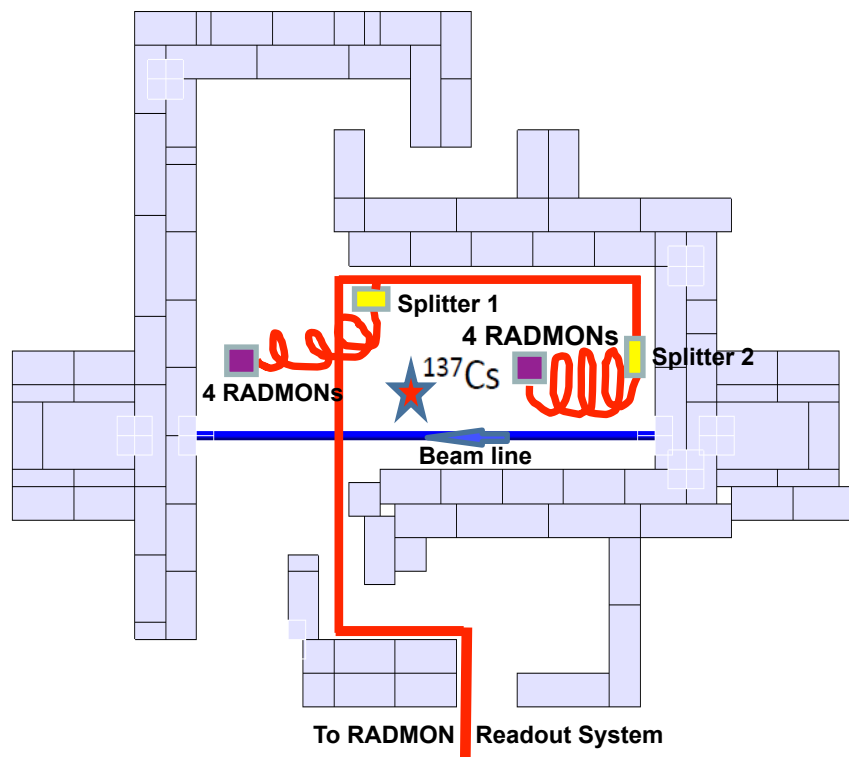 Splitter 1
4 RADMONs
Splitter 2
4 RADMONs
¹³⁷Cs
Beam line
To RADMON Readout System